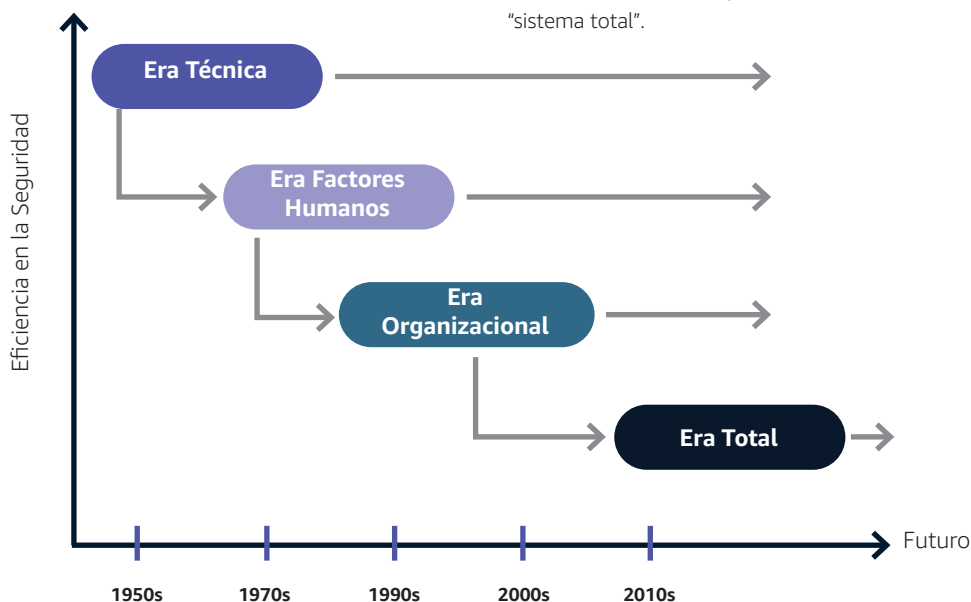 “sistema total”.
Era Técnica
Era Factores
Humanos
Era
Organizacional
Era Total
Eficiencia en la Seguridad
Futuro
1950s
1970s
1990s
2000s
2010s